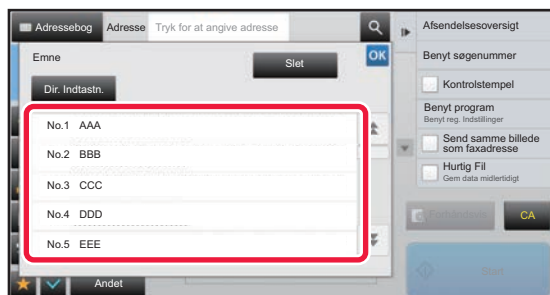 Adressebog Adresse Tryk for at angive adresse
Emne
Slet
OK
Dir. Indtastn.
No.1 AAA
No.2 BBB
No.3 CCC
No.4 DDD
No.5 EEE
Andet
Afsendelsesoversigt
Benyt søgenummer
Kontrolstempel
Benyt program
Benyt reg. Indstillinger
Send samme billede
som faxadresse
Hurtig Fil
Gem data midlertidigt
CA
Start